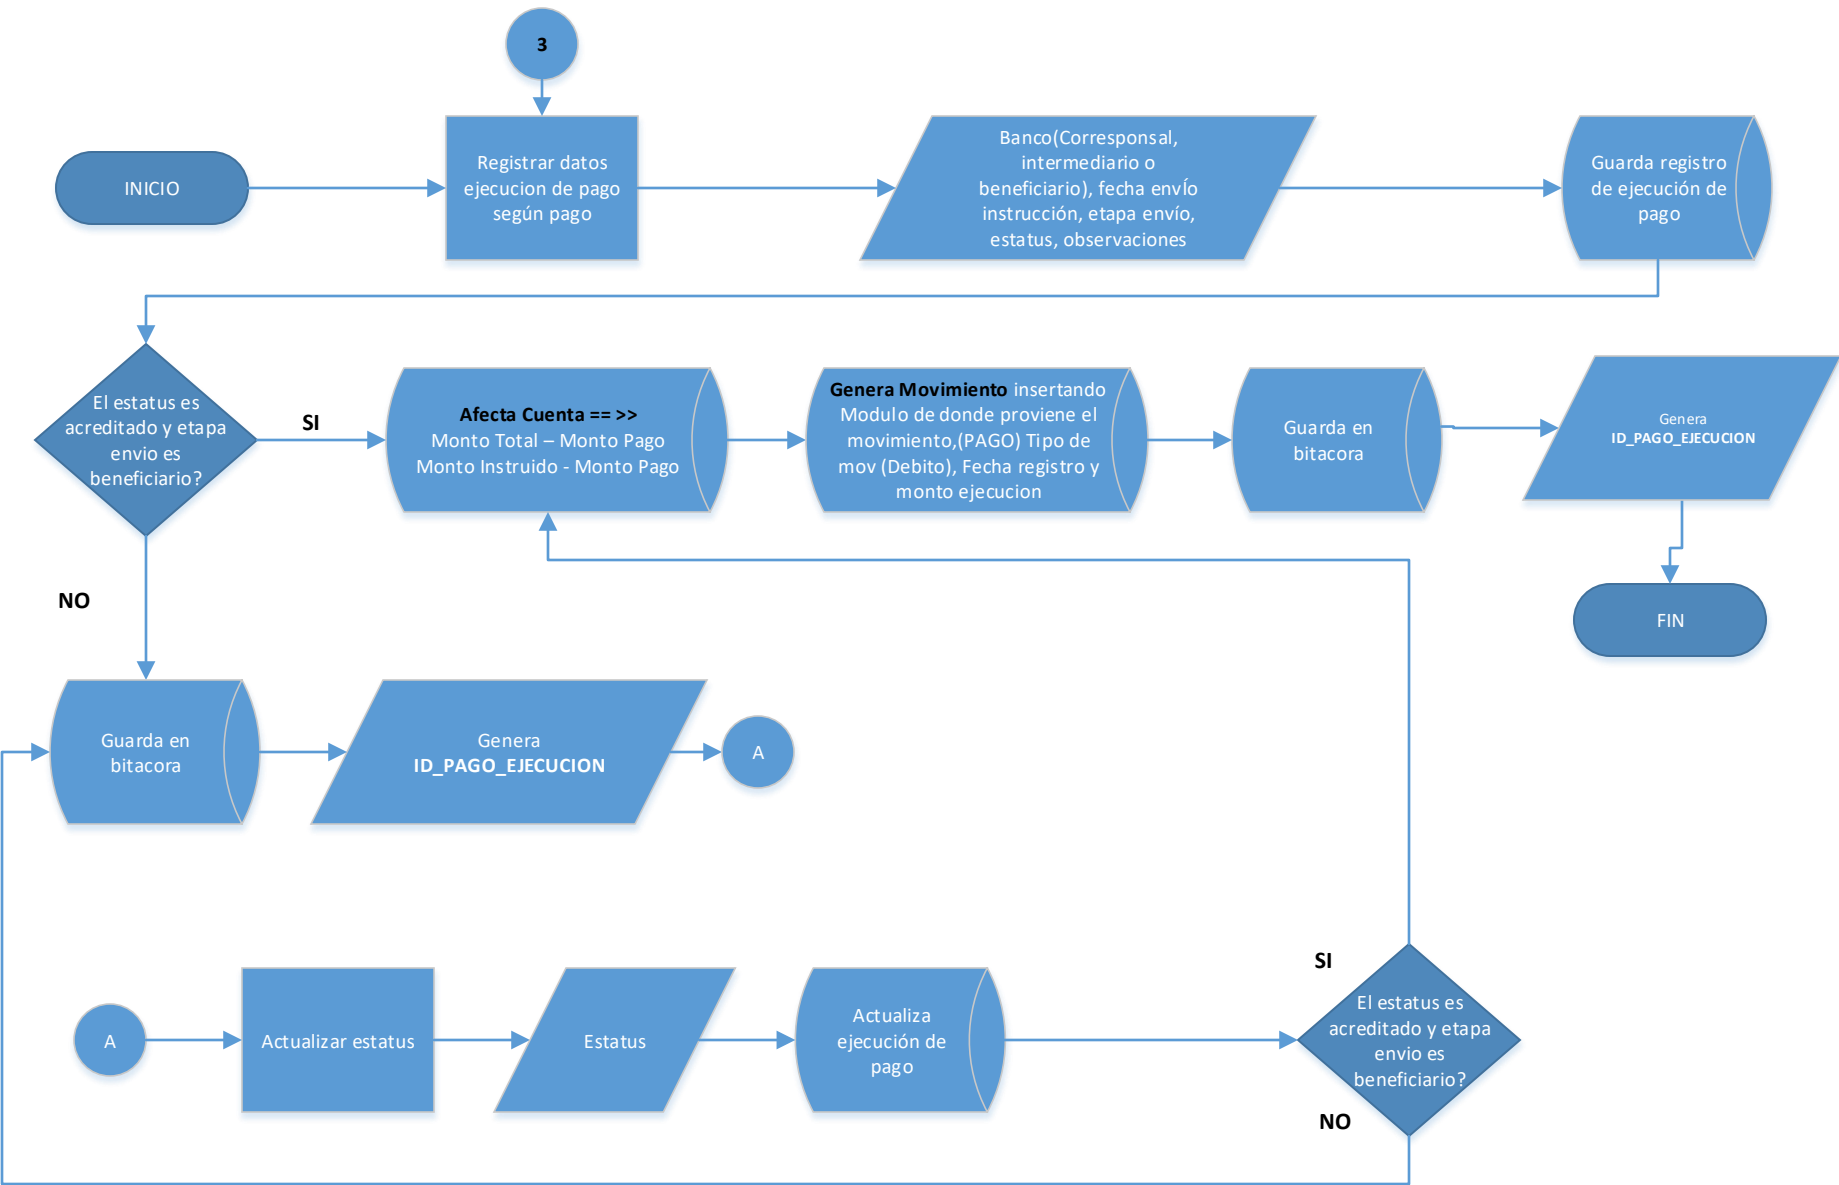 3
INICIO
Registrar datos
ejecucion de pago
según pago
Banco(Corresponsal,
intermediario o
beneficiario), fecha envío
instrucción, etapa envío,
estatus, observaciones
Guarda registro
de ejecución de
pago
El estatus es
acreditado y etapa
envio es
beneficiario?
SI
Afecta Cuenta == >>
Monto Total – Monto Pago
Monto Instruido - Monto Pago
Genera Movimiento insertando
Modulo de donde proviene el
movimiento,(PAGO) Tipo de
mov (Debito), Fecha registro y
monto ejecucion
Guarda en
bitacora
Genera
ID_PAGO_EJECUCION
NO
FIN
Guarda en
bitacora
Genera
ID_PAGO_EJECUCION
A
A
Actualizar estatus
Estatus
Actualiza
ejecución de
pago
SI
El estatus es
acreditado y etapa
envio es
beneficiario?
NO